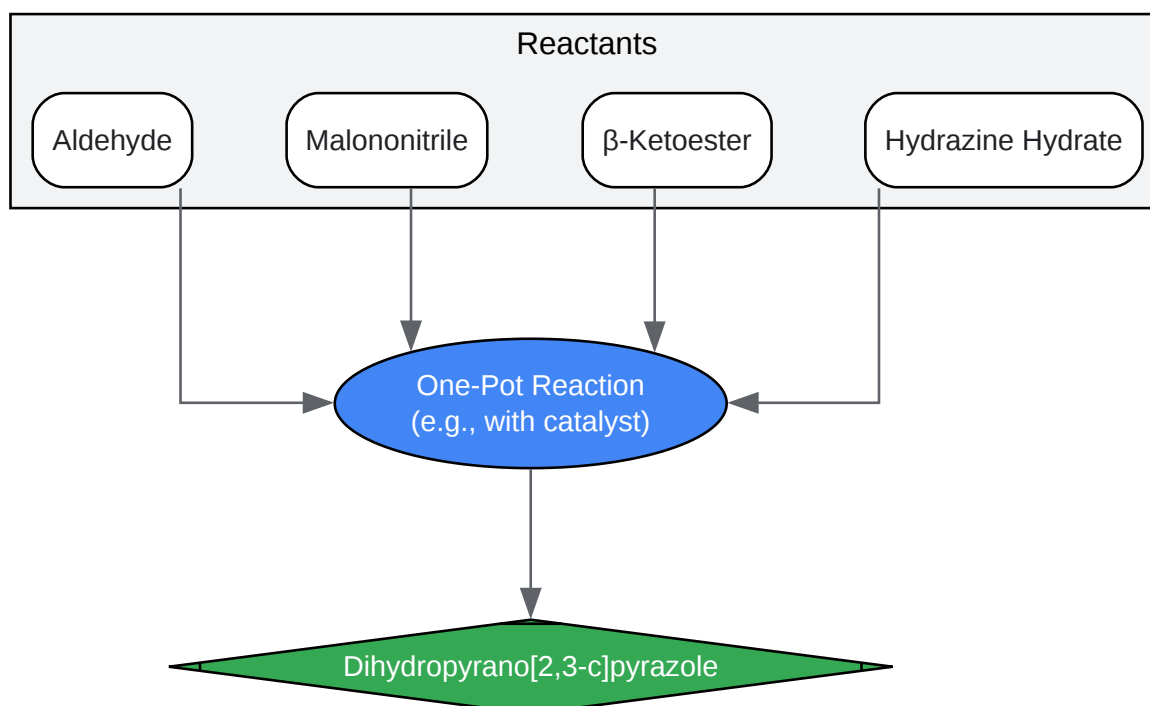 Reactants
Aldehyde
Malononitrile
β-Ketoester
Hydrazine Hydrate
One-Pot Reaction
(e.g., with catalyst)
Dihydropyrano[2,3-c]pyrazole